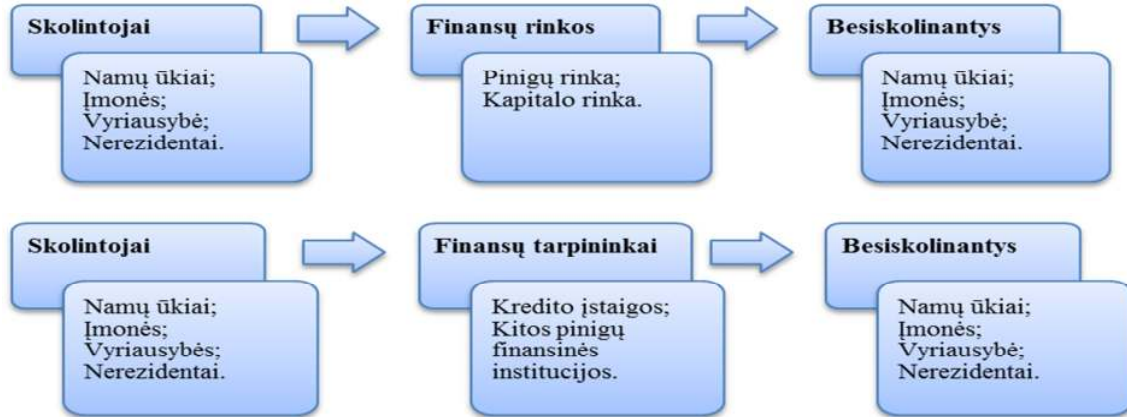 Skolintojai
Namų ūkiai;
Įmonės;
Vyriausybė;
Nerezidentai.
Finansų rinkos
Pinigų rinka;
Kapitalo rinka.
Besiskolinantys
Namų ūkiai;
Įmonės;
Vyriausybė;
Nerezidentai.
Skolintojai
Namų ūkiai;
Įmonės;
Vyriausybės;
Nerezidentai.
Finansų tarpininkai
Kredito įstaigos;
Kitos pinigų
finansinės
institucijos.
Besiskolinantys
Namų ūkiai;
Įmonės;
Vyriausybė;
Nerezidentai.